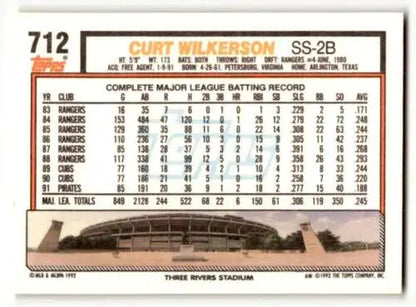 712
Topps
CURT WILKERSON SS-2B
HT: 5'9" WT: 173 BATS: BOTH THROWS: RIGHT DRFT: RANGERS #4-JUNE, 1980
ACQ: FREE AGENT, 1-9-91 BORN: 4-26-61, PETERSBURG, VIRGINIA HOME: ARLINGTON, TEXAS
COMPLETE MAJOR LEAGUE BATTING RECORD
YR CLUB G AB R H 2B 3B HR RBI SB SLG BB SO AVG
83 RANGERS 16 35 7 6 0 1 0 1 3 .229 2 5 .171
84 RANGERS 153 484 47 120 12 0 1 26 12 .279 22 72 .248
85 RANGERS 129 360 35 88 11 6 0 22 14 .308 22 63 .244
86 RANGERS 110 236 27 56 10 3 0 15 9 .305 11 42 .237
87 RANGERS 85 138 28 37 5 3 2 14 6 .391 6 16 .268
88 RANGERS 117 338 41 99 12 5 0 28 9 .358 26 43 .293
89 CUBS 77 160 18 39 4 2 1 10 4 .313 8 33 .244
90 CUBS 77 186 21 41 5 1 0 16 2 .258 7 36 .220
91 PIRATES 85 191 20 36 9 1 2 18 2 .277 15 40 .188
MAJ. LEA. TOTALS 849 2128 244 522 68 22 6 150 61 .306 119 350 .245
©MLB & MLBPA 1992 THREE RIVERS STADIUM ©1992 THE TOPPS COMPANY, INC.